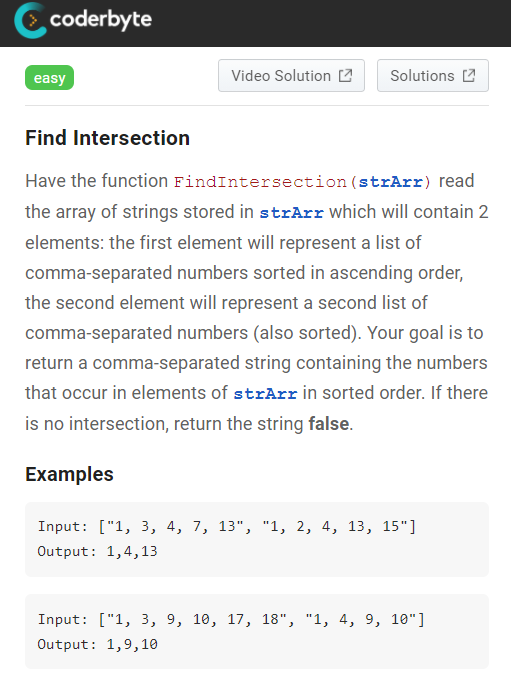 coderbyte
easy
Video Solution
Solutions
Find Intersection
Have the function FindIntersection(strArr) read
the array of strings stored in strArr which will contain 2
elements: the first element will represent a list of
comma-separated numbers sorted in ascending order,
the second element will represent a second list of
comma-separated numbers (also sorted). Your goal is to
return a comma-separated string containing the numbers
that occur in elements of strArr in sorted order. If there
is no intersection, return the string false.
Examples
Input: ["1, 3, 4, 7, 13", "1, 2, 4, 13, 15"]
Output: 1,4,13
Input: ["1, 3, 9, 10, 17, 18", "1, 4, 9, 10"]
Output: 1,9,10